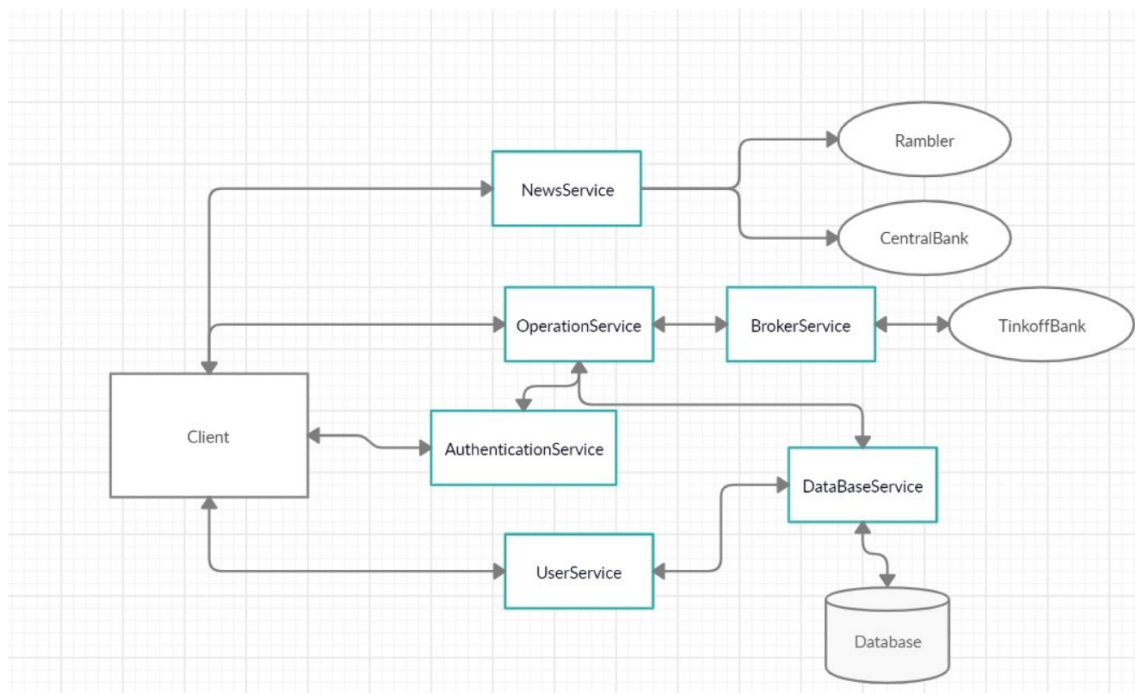 Rambler
NewsService
CentralBank
OperationService
BrokerService
TinkoffBank
Client
AuthenticationService
DataBaseService
UserService
Database